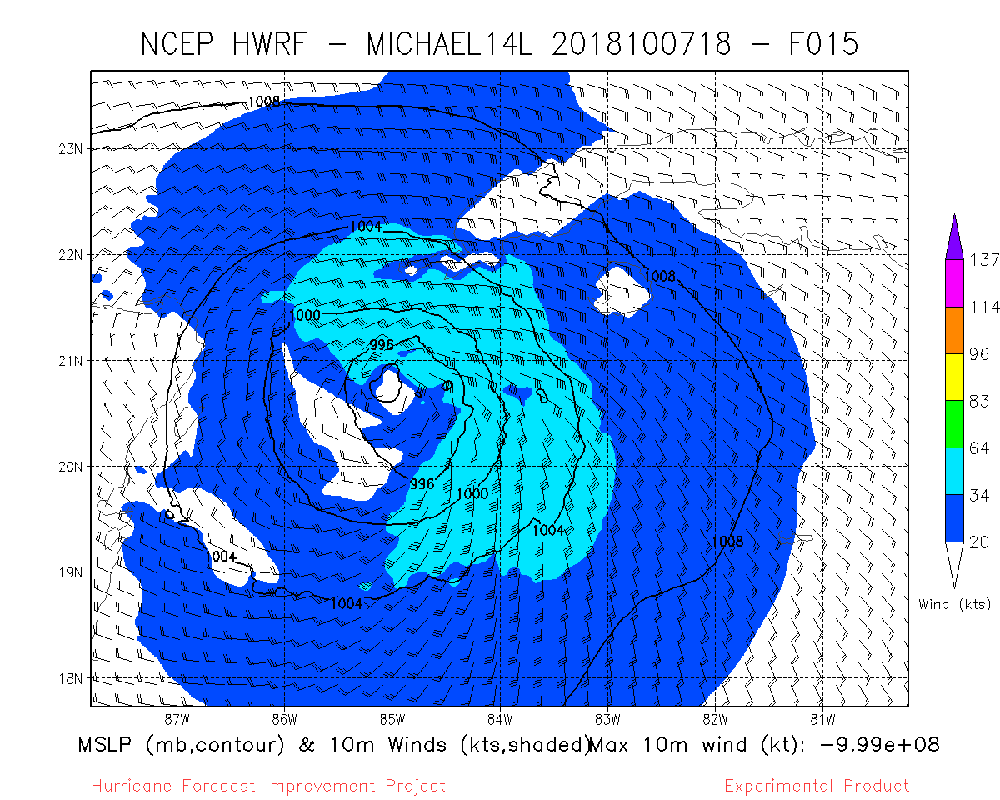 NCEP HWRF - MICHAEL14L 2018100718 - F015
1008
23N
1004
22N
1008
137
1000
114
996
96
21N
83
64
20N
996
1000
34
1004
1008
20
1004
19N
1004
Wind (kts)
18N
87W 86W 85W 84W 83W 82W 81W
MSLP (mb,contour) & 10m Winds (kts,shaded)Max 10m wind (kt): -9.99e+08
Hurricane Forecast Improvement Project Experimental Product